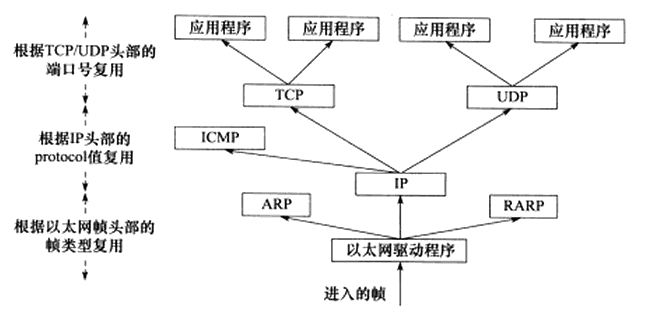 应用程序 应用程序 应用程序 应用程序
根据TCP/UDP头部的
端口号复用
TCP UDP
根据IP头部的
protocol值复用
ICMP
IP
ARP RARP
根据以太网帧头部的
帧类型复用
以太网驱动程序
进入的帧